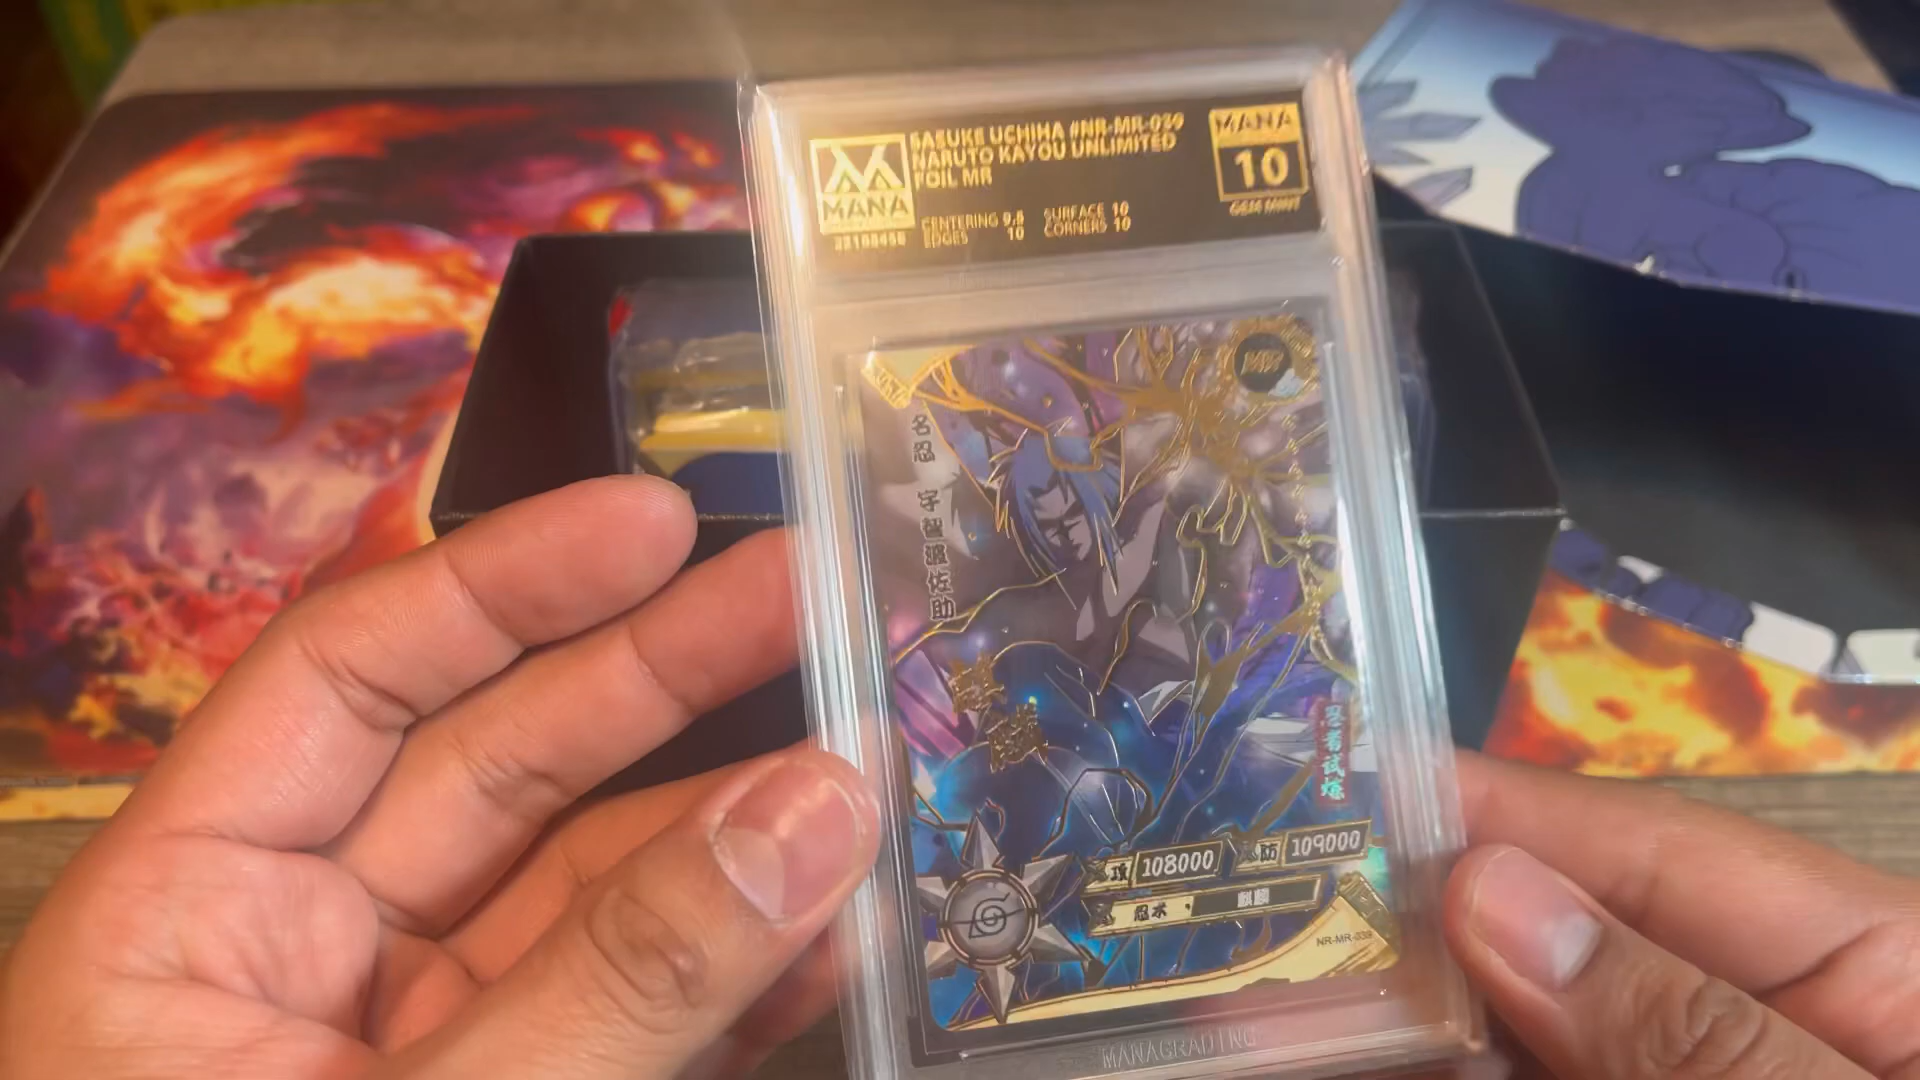 SASUKE UCHIHA #NR-MR-039
NARUTO KAYOU UNLIMITED
FOIL MR
MANA
CENTERING 9.5
EDGES 10
SURFACE 10
CORNERS 10
MANA
10
GEM MINT
MR
名忍 宇智波佐助
忍者试炼
攻 108000
防 109000
忍术·麒麟
NR-MR-039
MANAGRADING